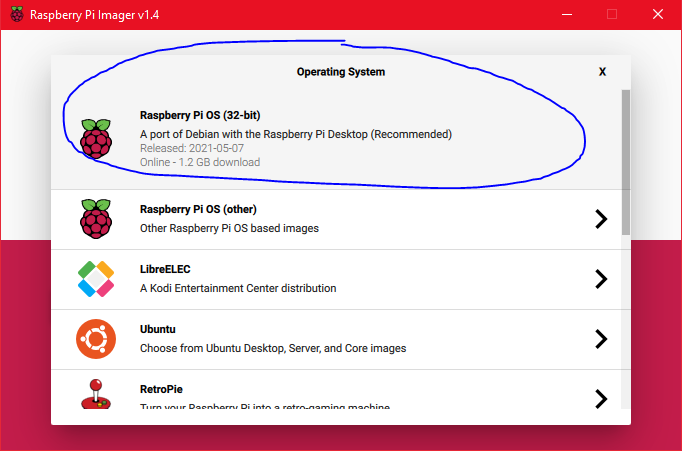 Raspberry Pi Imager v1.4
Operating System
X
Raspberry Pi OS (32-bit)
A port of Debian with the Raspberry Pi Desktop (Recommended)
Released: 2021-05-07
Online - 1.2 GB download
Raspberry Pi OS (other)
Other Raspberry Pi OS based images
LibreELEC
A Kodi Entertainment Center distribution
Ubuntu
Choose from Ubuntu Desktop, Server, and Core images
RetroPie
Turn your Raspberry Pi into a retro-gaming machine